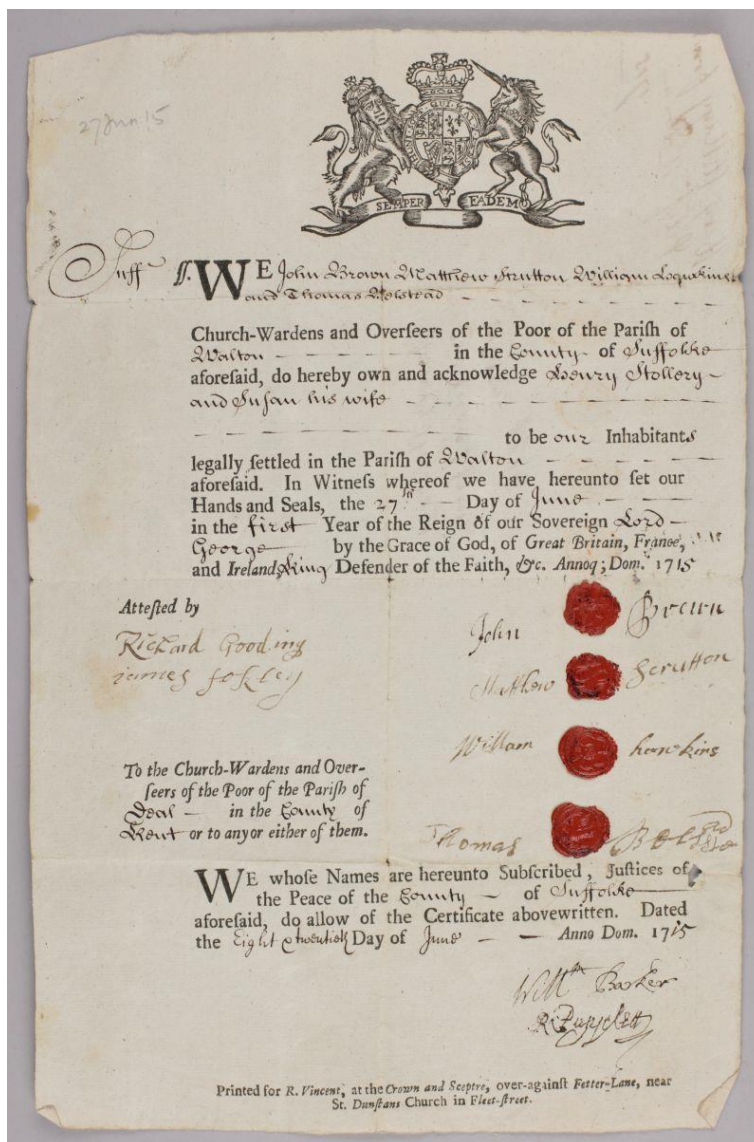 27 Jun. 15
HONI SOIT QUI MAL Y PENSE
SEMPER EADEM
Suff ſſ. WE John Brown Matthew Scrutton William Hawkins
and Thomas Belstead
Church-Wardens and Overſeers of the Poor of the Pariſh of
Walton in the County of Suffolke
aforeſaid, do hereby own and acknowledge Henry Stollery
and Suſan his wife
to be our Inhabitants
legally ſettled in the Pariſh of Walton
aforeſaid. In Witneſs whereof we have hereunto ſet our
Hands and Seals, the 27th Day of June
in the first Year of the Reign of our Sovereign Lord
George by the Grace of God, of Great Britain, France,
and Ireland, King Defender of the Faith, &c. Annoq; Dom. 1715
Atteſted by
Richard Gooding
James
John Brown
Mathew Scrutton
William hawkins
Thomas
To the Church-Wardens and Over-
ſeers of the Poor of the Pariſh of
Deal in the County of
Kent or to any or either of them.
WE whoſe Names are hereunto Subſcribed, Juſtices of
the Peace of the County of Suffolke
aforeſaid, do allow of the Certificate abovewritten. Dated
the Eight & twentieth Day of June Anno Dom. 1715
Willm Barker
R:
Printed for R. Vincent, at the Crown and Sceptre, over-againſt Fetter-Lane, near
St. Dunſtans Church in Fleet-ſtreet.